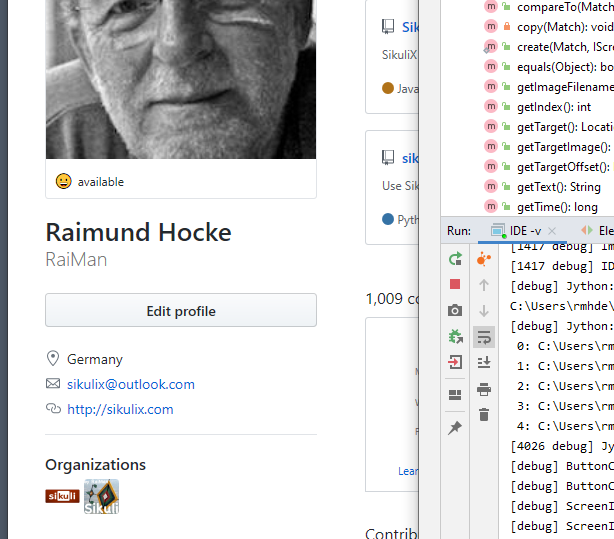 available
Raimund Hocke
RaiMan
Edit profile
Germany
sikulix@outlook.com
http://sikulix.com
Organizations
sikuli
Sikuli
Sik
SikuliX
Java
sik
Use Sik
Pyth
1,009 co
Lear
Contrib
compareTo(Match
copy(Match): void
create(Match, IScre
equals(Object): bo
getImageFilename
getIndex(): int
getTarget(): Locati
getTargetImage():
getTargetOffset():
getText(): String
getTime(): long
Run: IDE -v Ele
[1417 debug] Im
[1417 debug] ID
[debug] Jython:
C:\Users\rmhde\
[debug] Jython:
0: C:\Users\rm
1: C:\Users\rm
2: C:\Users\rm
3: C:\Users\rm
4: C:\Users\rm
[4026 debug] Jy
[debug] ButtonC
[debug] ButtonC
[debug] ScreenI
[debug] ScreenI